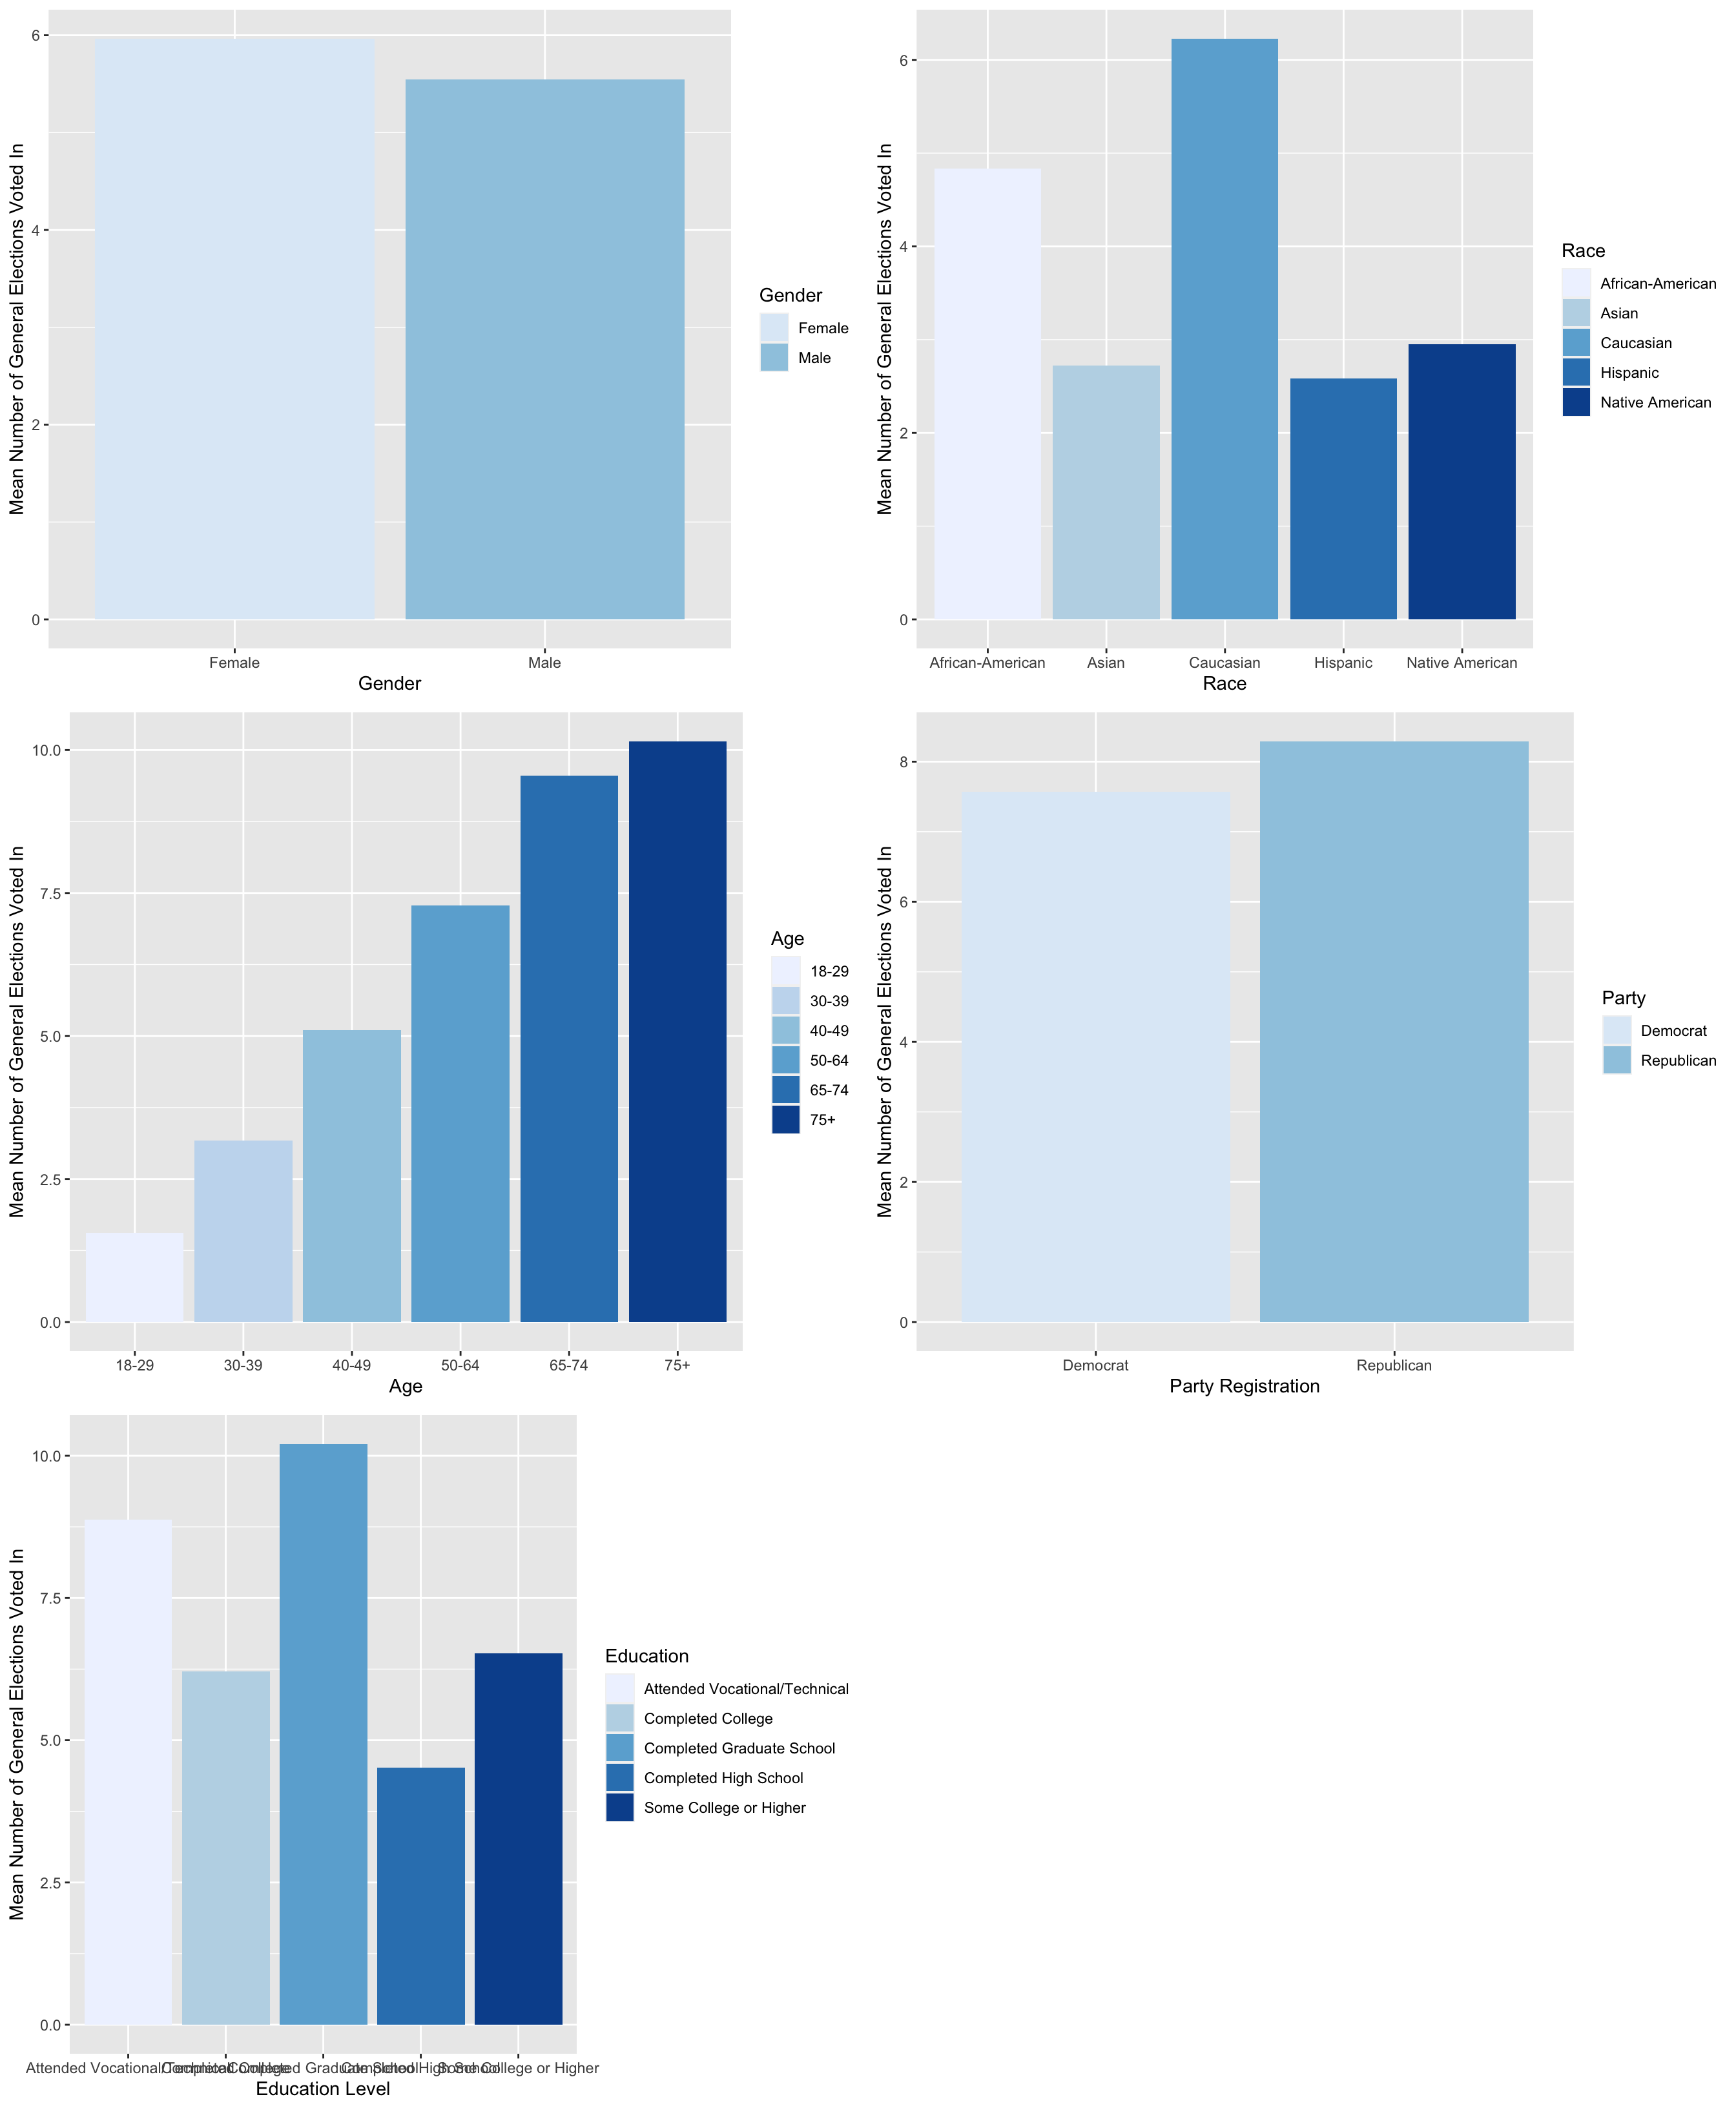 Mean Number of General Elections Voted In
6
4
2
0
Female
Male
Gender
Gender
Female
Male
Mean Number of General Elections Voted In
6
4
2
0
African-American
Asian
Caucasian
Hispanic
Native American
Race
Race
African-American
Asian
Caucasian
Hispanic
Native American
Mean Number of General Elections Voted In
10.0
7.5
5.0
2.5
0.0
18-29
30-39
40-49
50-64
65-74
75+
Age
Age
18-29
30-39
40-49
50-64
65-74
75+
Mean Number of General Elections Voted In
8
6
4
2
0
Democrat
Republican
Party Registration
Party
Democrat
Republican
Mean Number of General Elections Voted In
10.0
7.5
5.0
2.5
0.0
Attended Vocational/Technical
Completed College
Completed Graduate School
Completed High School
Some College or Higher
Education Level
Education
Attended Vocational/Technical
Completed College
Completed Graduate School
Completed High School
Some College or Higher